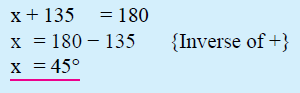 x + 135 = 180
x = 180 − 135 {Inverse of +}
x = 45°